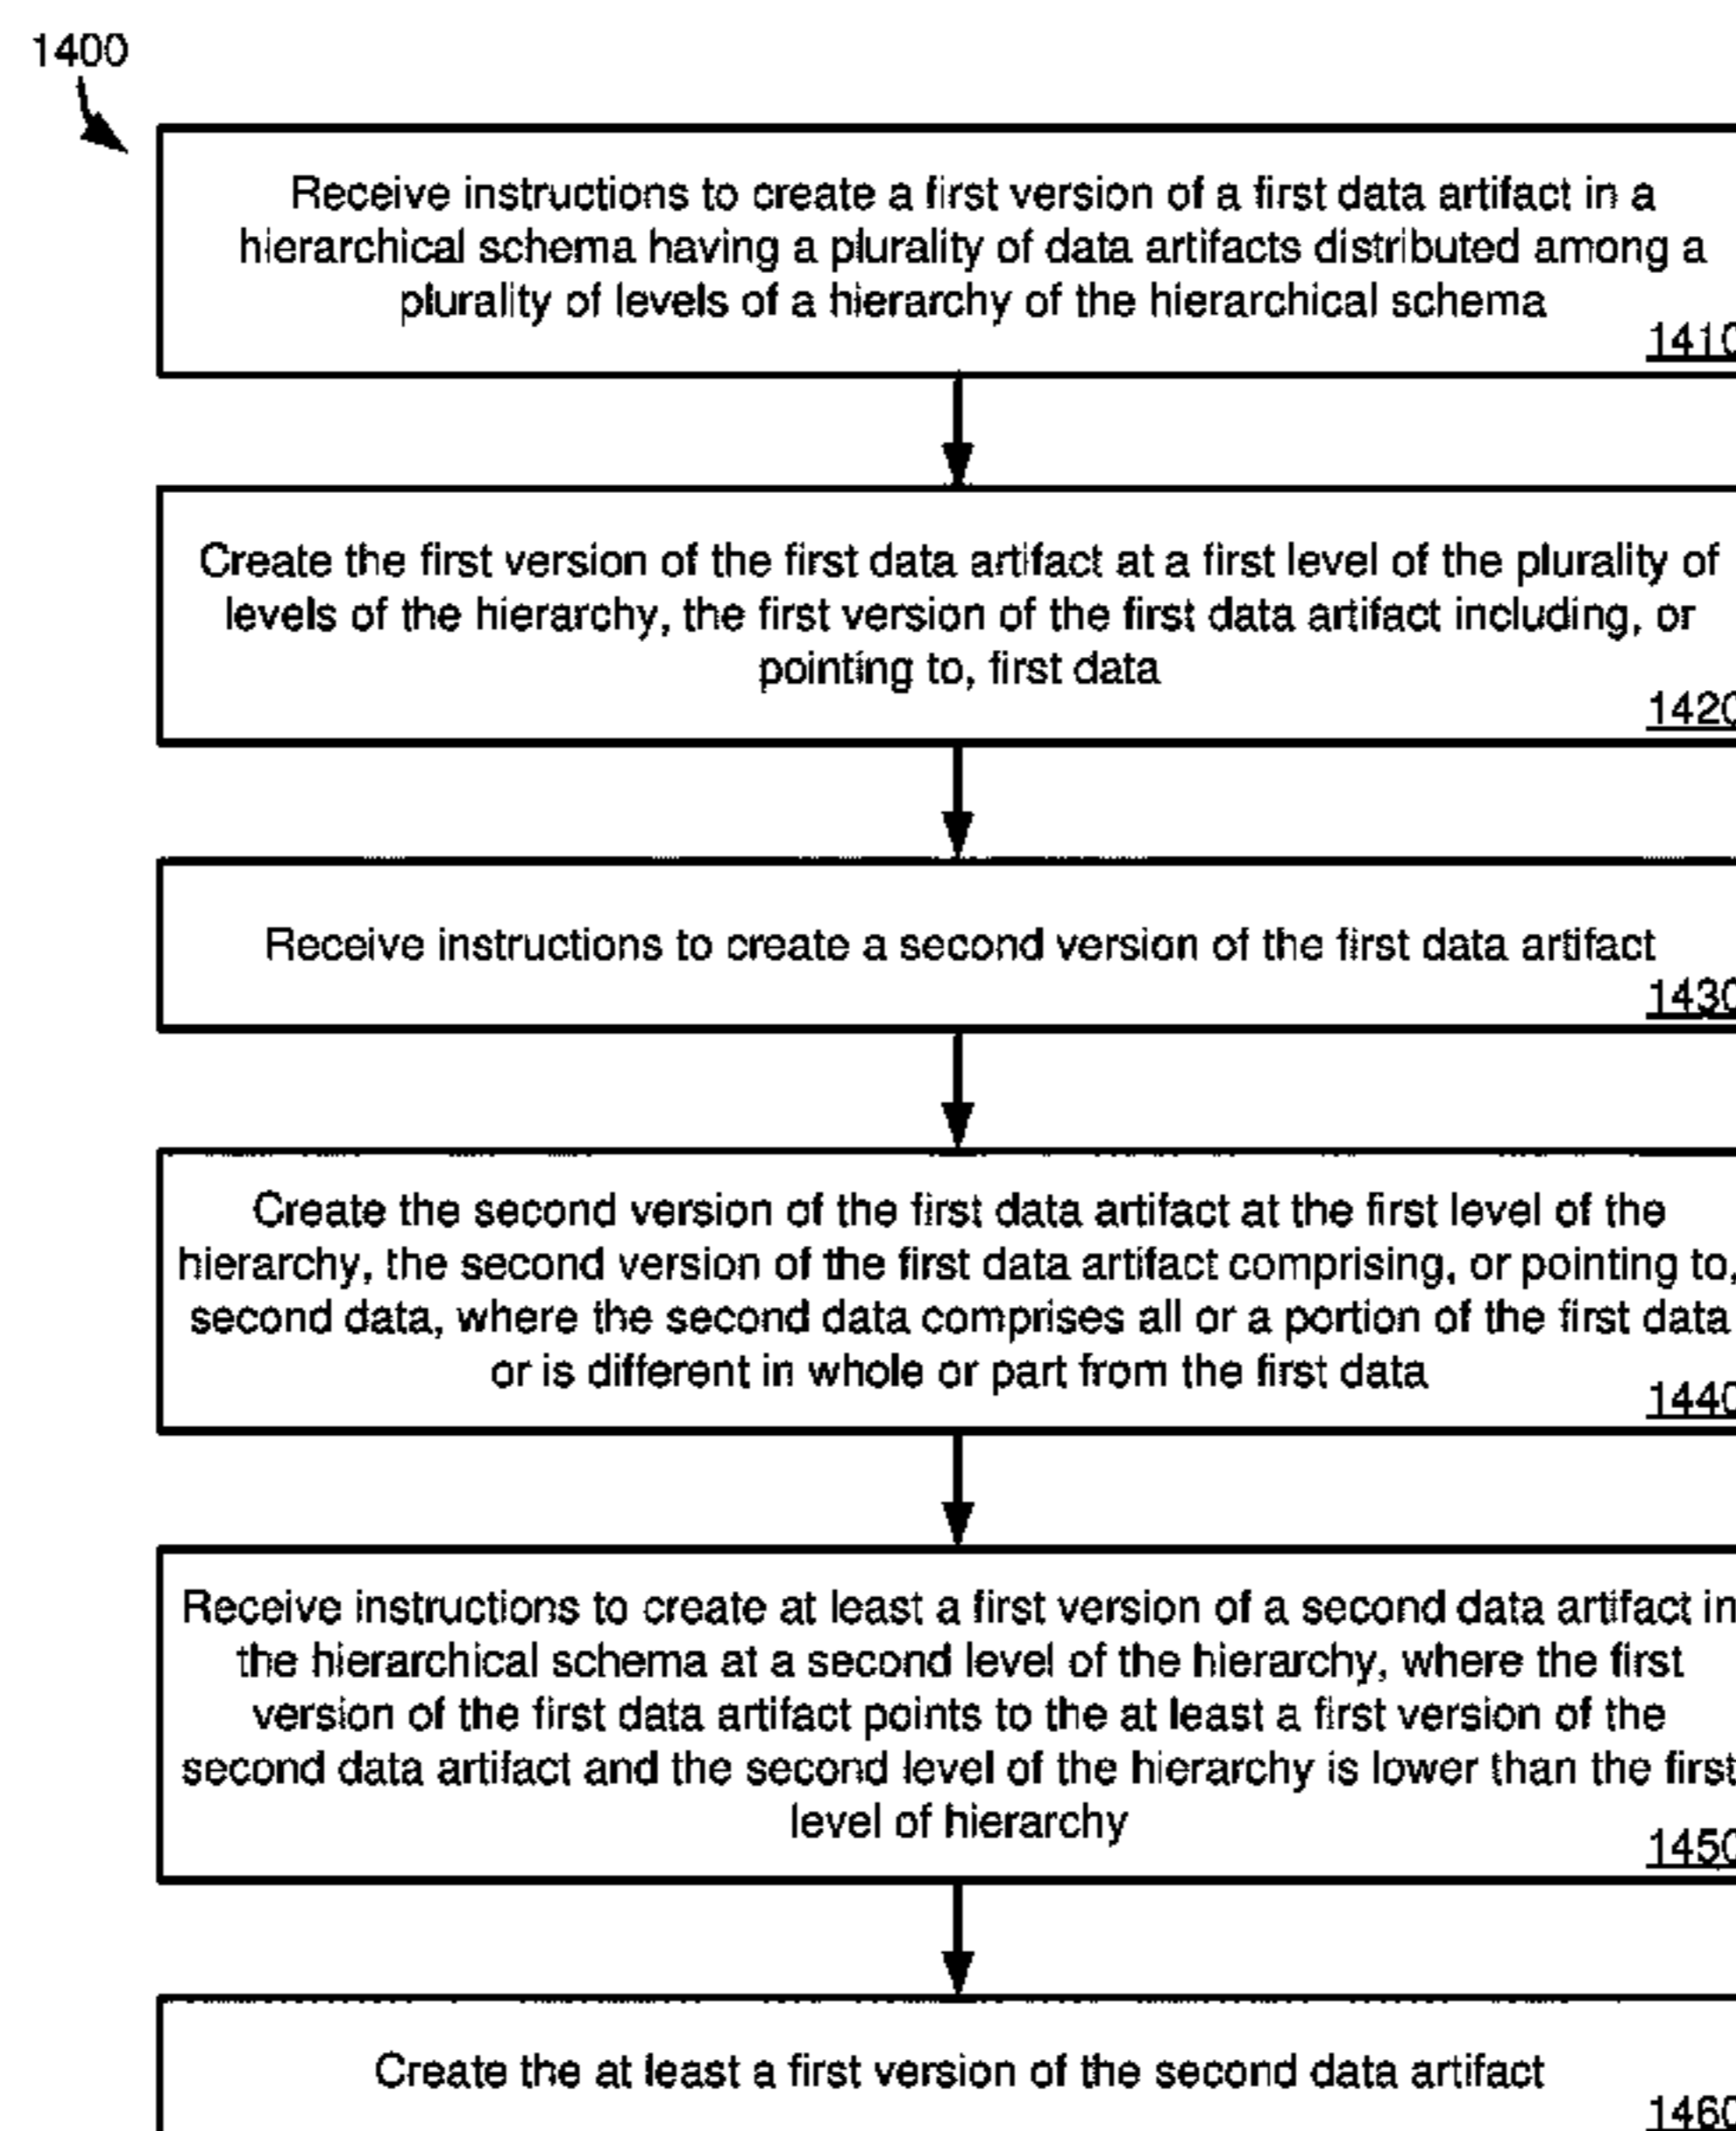 1400
Receive instructions to create a first version of a first data artifact in a
hierarchical schema having a plurality of data artifacts distributed among a
plurality of levels of a hierarchy of the hierarchical schema
1410
Create the first version of the first data artifact at a first level of the plurality of
levels of the hierarchy, the first version of the first data artifact including, or
pointing to, first data
1420
Receive instructions to create a second version of the first data artifact
1430
Create the second version of the first data artifact at the first level of the
hierarchy, the second version of the first data artifact comprising, or pointing to,
second data, where the second data comprises all or a portion of the first data
or is different in whole or part from the first data
1440
Receive instructions to create at least a first version of a second data artifact in
the hierarchical schema at a second level of the hierarchy, where the first
version of the first data artifact points to the at least a first version of the
second data artifact and the second level of the hierarchy is lower than the first
level of hierarchy
1450
Create the at least a first version of the second data artifact
1460